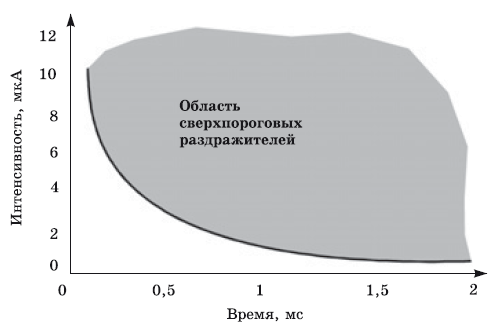 Интенсивность, мкА
12
10
8
6
4
2
0
Область
сверхпороговых
раздражителей
0
0,5
1
1,5
2
Время, мс